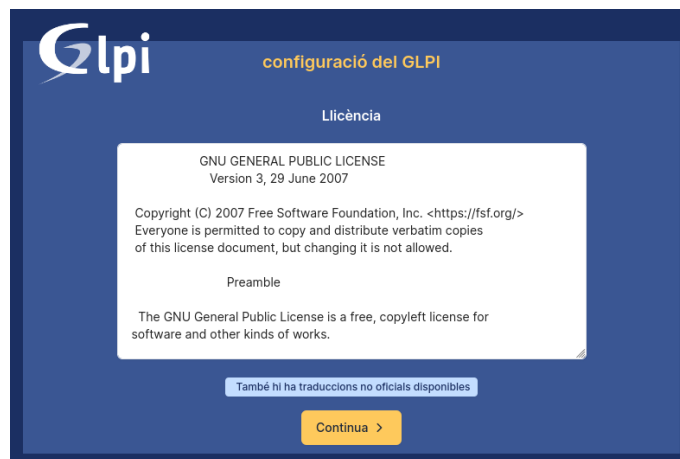 Glpi
configuració del GLPI
Llicència
GNU GENERAL PUBLIC LICENSE
Version 3, 29 June 2007
Copyright (C) 2007 Free Software Foundation, Inc. <https://fsf.org/>
Everyone is permitted to copy and distribute verbatim copies
of this license document, but changing it is not allowed.
Preamble
The GNU General Public License is a free, copyleft license for
software and other kinds of works.
També hi ha traduccions no oficials disponibles
Continua